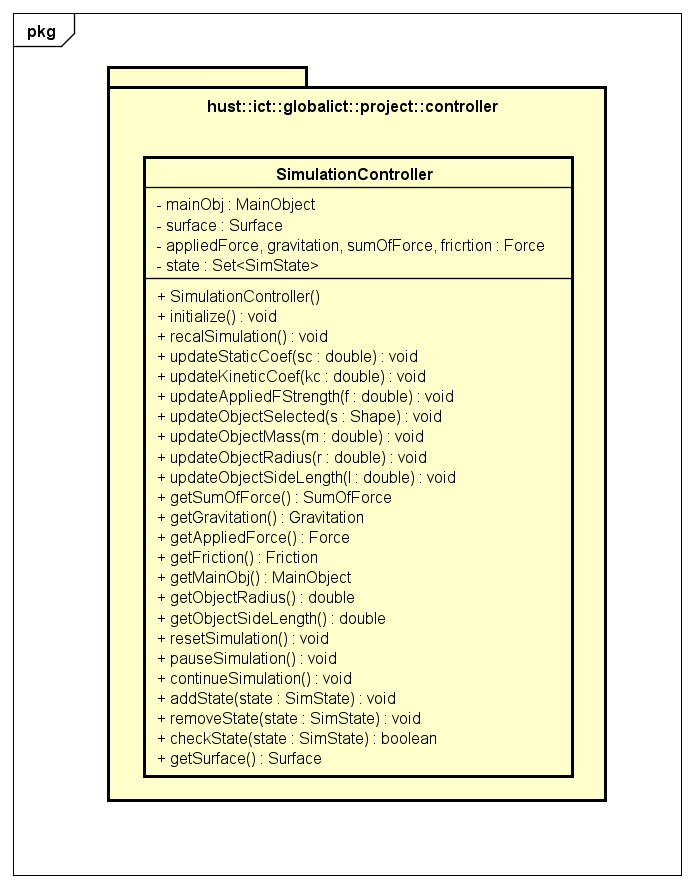 pkg
hust::ict::globalict::project::controller
SimulationController
- mainObj : MainObject
- surface : Surface
- appliedForce, gravitation, sumOfForce, fricrtion : Force
- state : Set<SimState>
+ SimulationController()
+ initialize() : void
+ recalSimulation() : void
+ updateStaticCoef(sc : double) : void
+ updateKineticCoef(kc : double) : void
+ updateAppliedFStrength(f : double) : void
+ updateObjectSelected(s : Shape) : void
+ updateObjectMass(m : double) : void
+ updateObjectRadius(r : double) : void
+ updateObjectSideLength(l : double) : void
+ getSumOfForce() : SumOfForce
+ getGravitation() : Gravitation
+ getAppliedForce() : Force
+ getFriction() : Friction
+ getMainObj() : MainObject
+ getObjectRadius() : double
+ getObjectSideLength() : double
+ resetSimulation() : void
+ pauseSimulation() : void
+ continueSimulation() : void
+ addState(state : SimState) : void
+ removeState(state : SimState) : void
+ checkState(state : SimState) : boolean
+ getSurface() : Surface